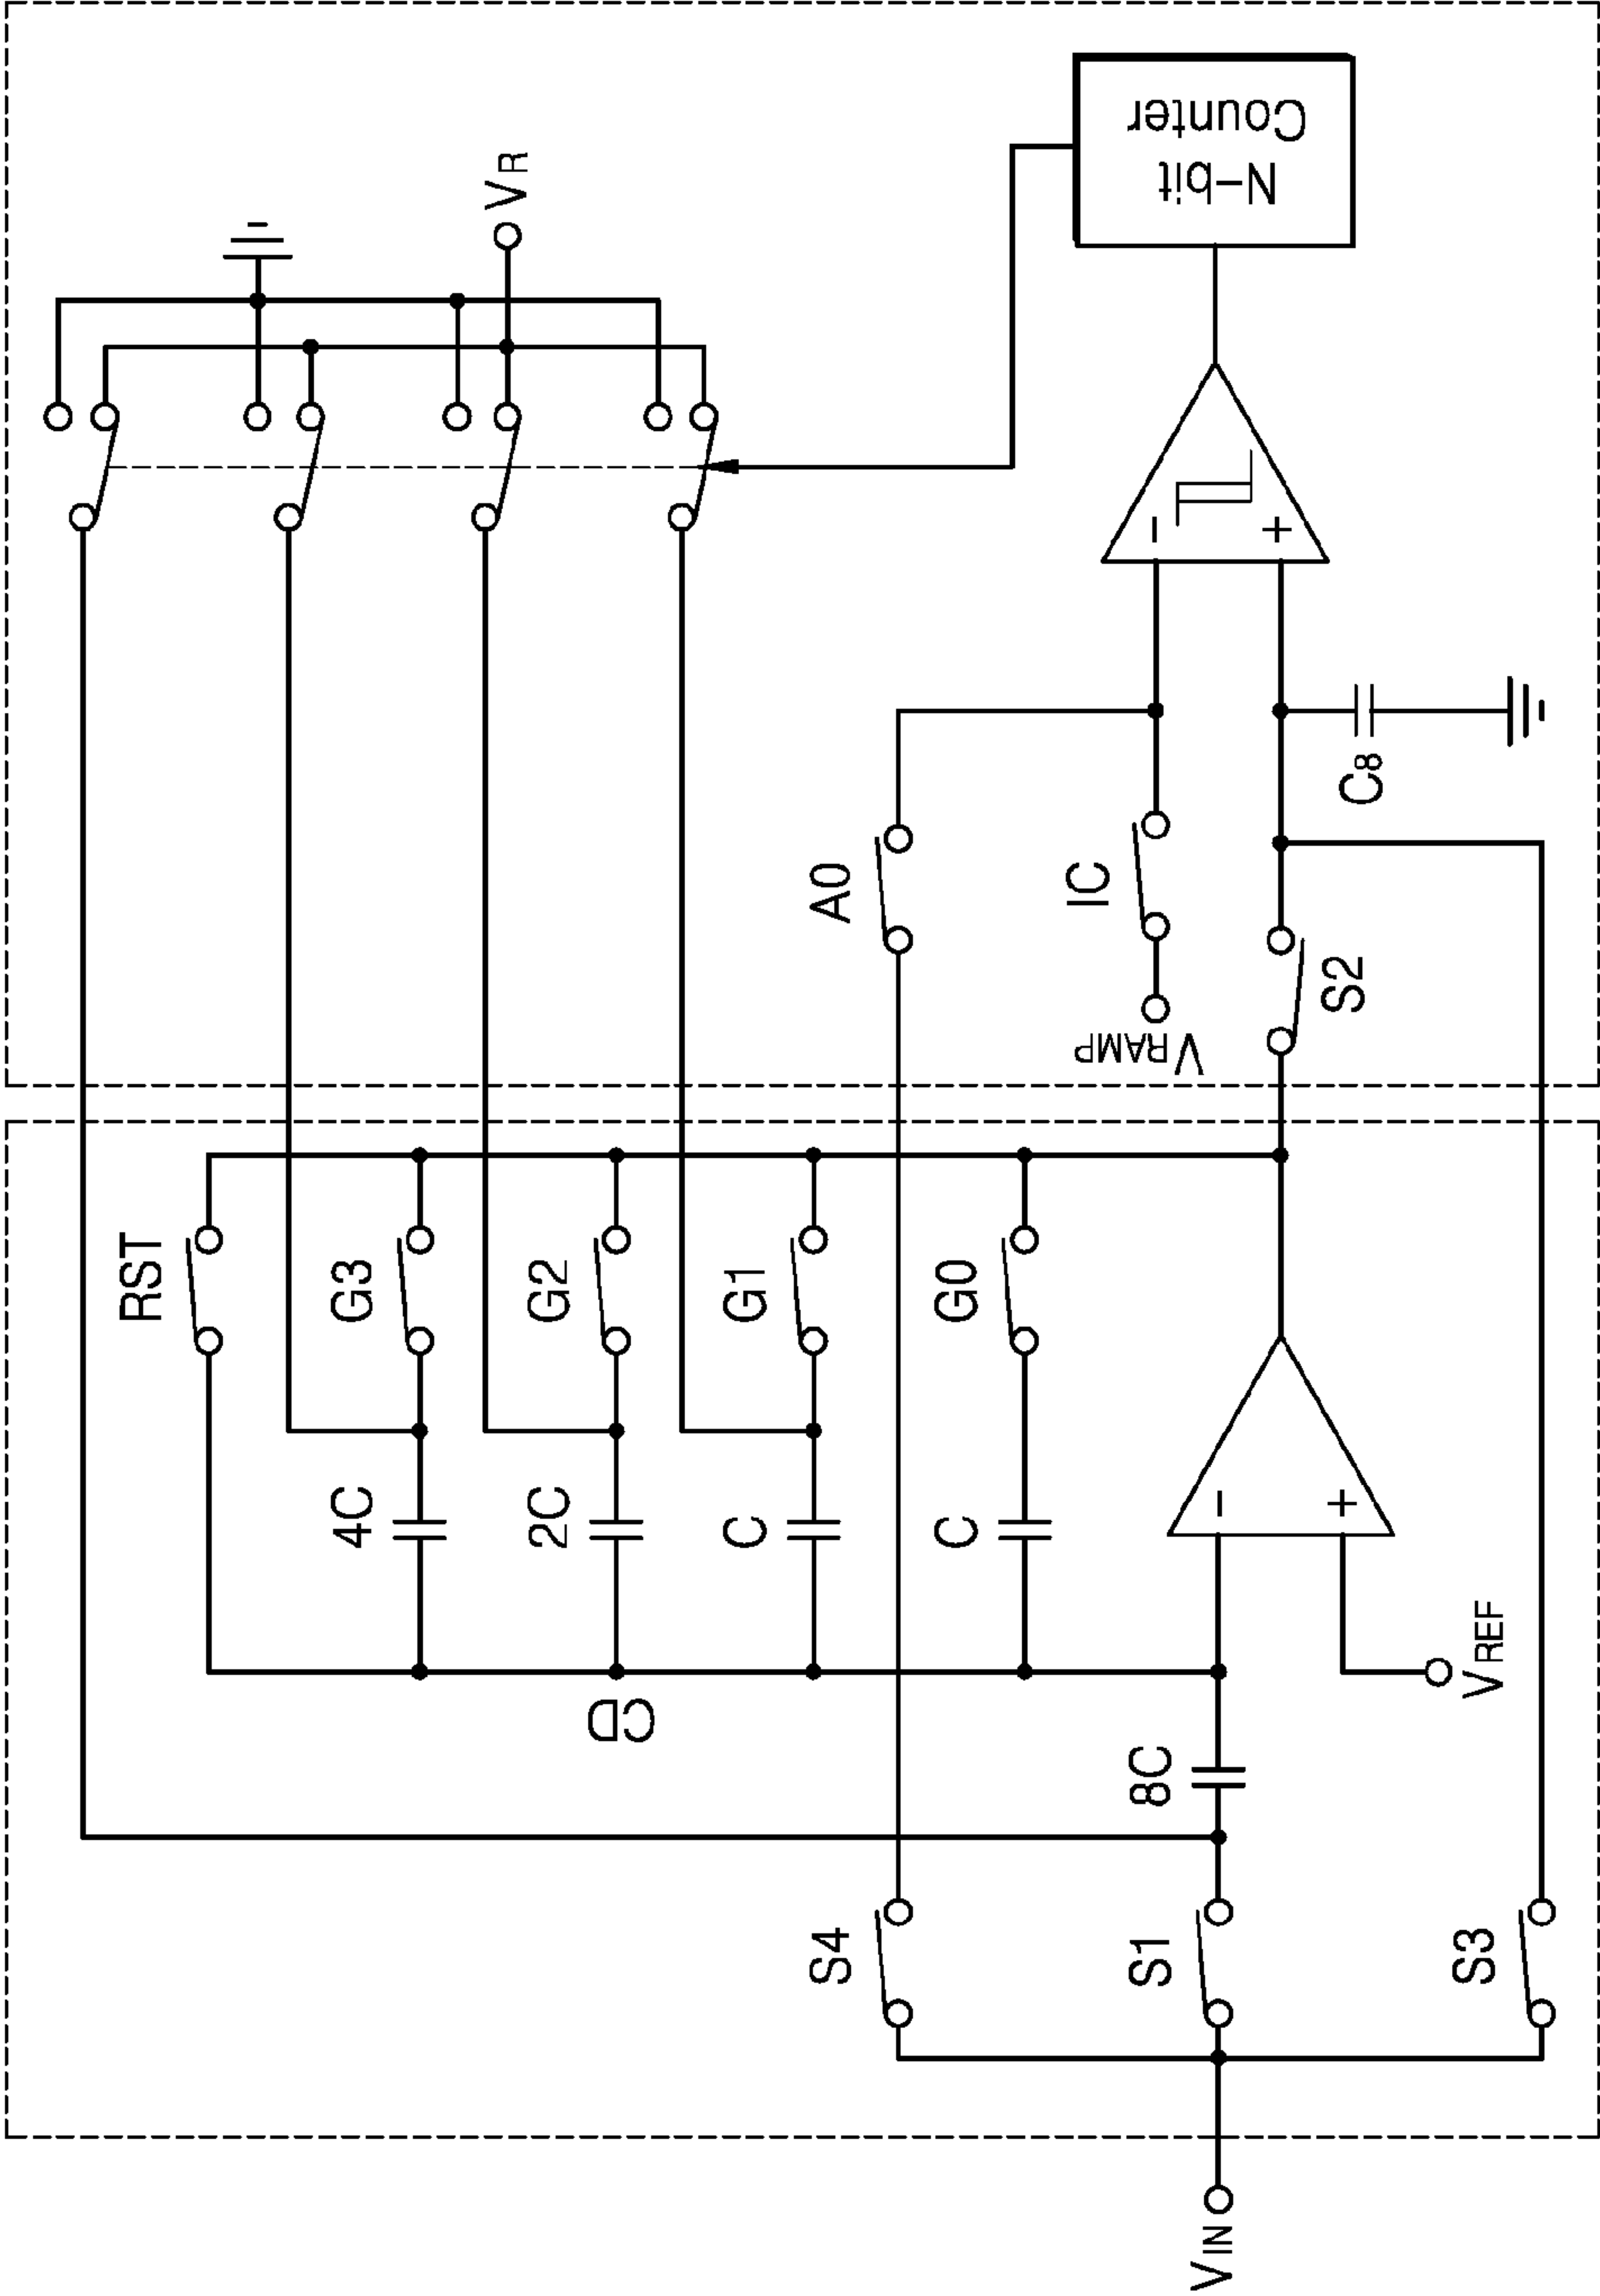 RST
G3
4C
G2
2C
G1
C
G0
C
CD
8C
S4
S1
S3
VIN
VREF
VR
A0
IC
VRAMP
S2
C8
N-bit
Counter
-
+
-
+